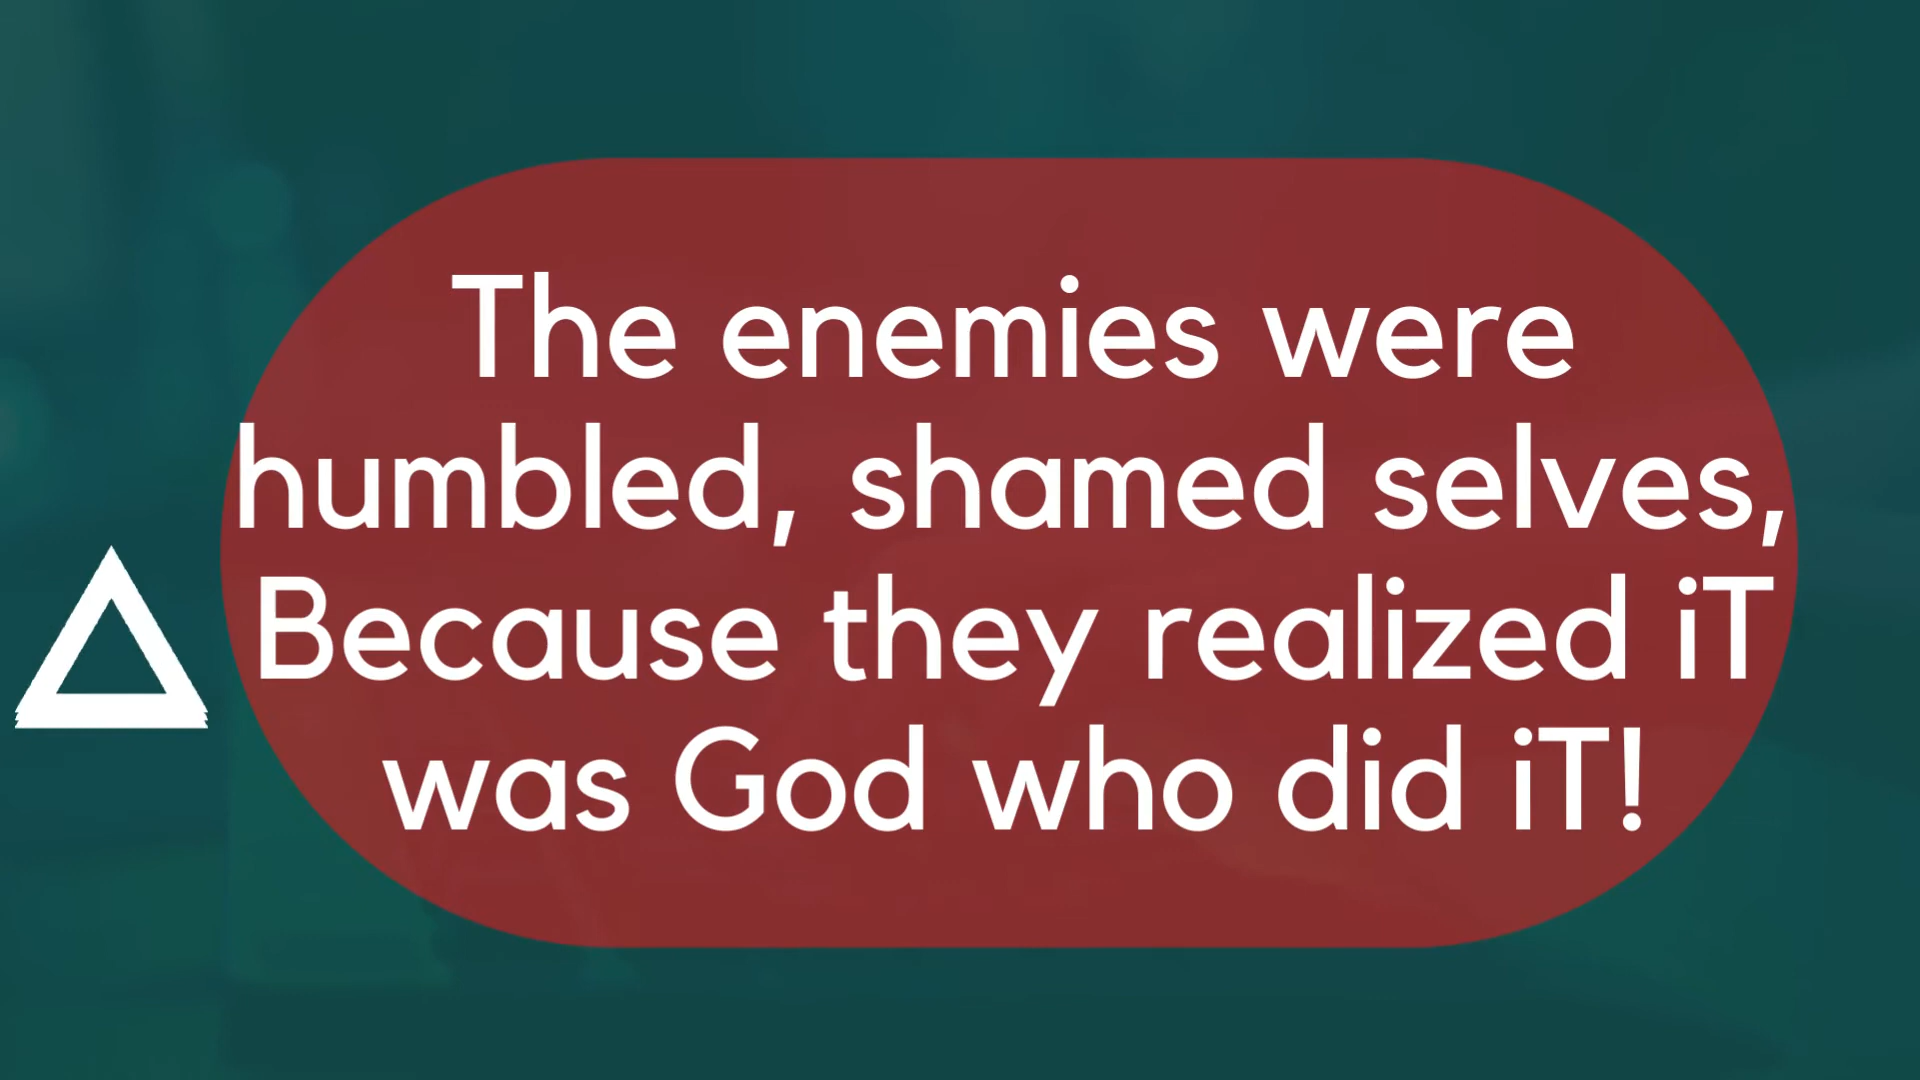 The enemies were
humbled, shamed selves,
Because they realized iT
was God who did iT!